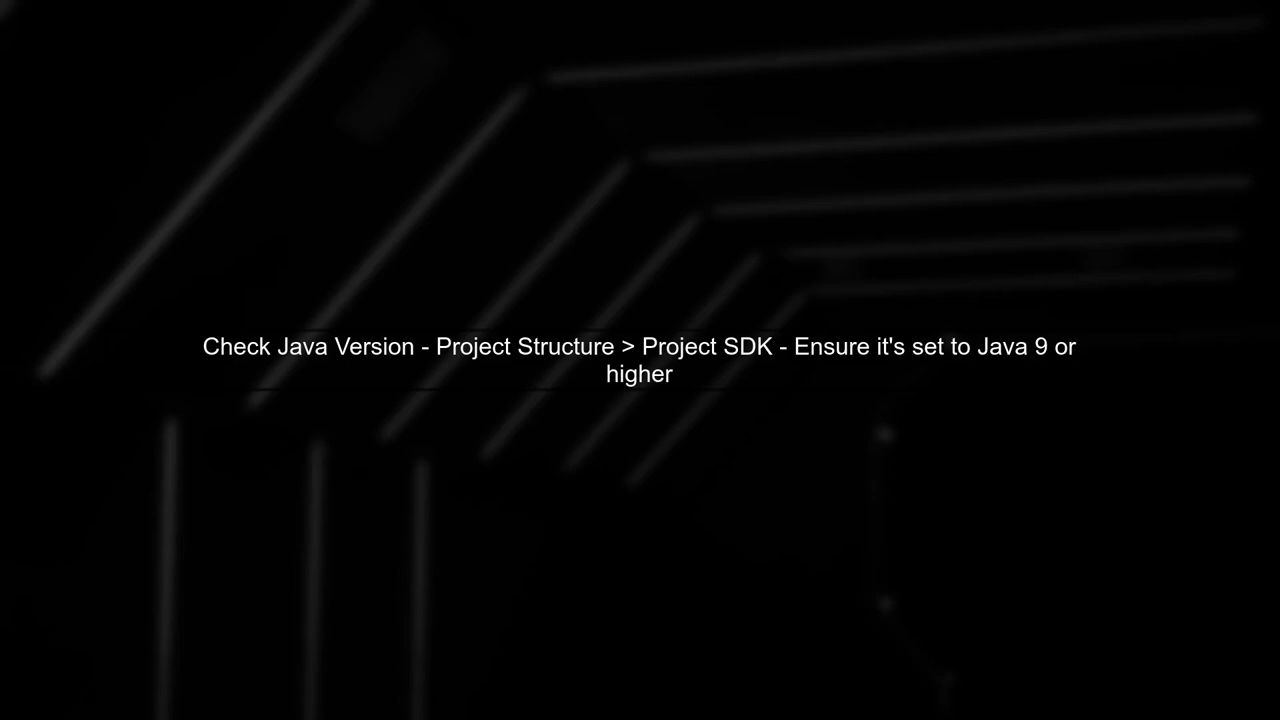 Check Java Version - Project Structure > Project SDK - Ensure it's set to Java 9 or
higher